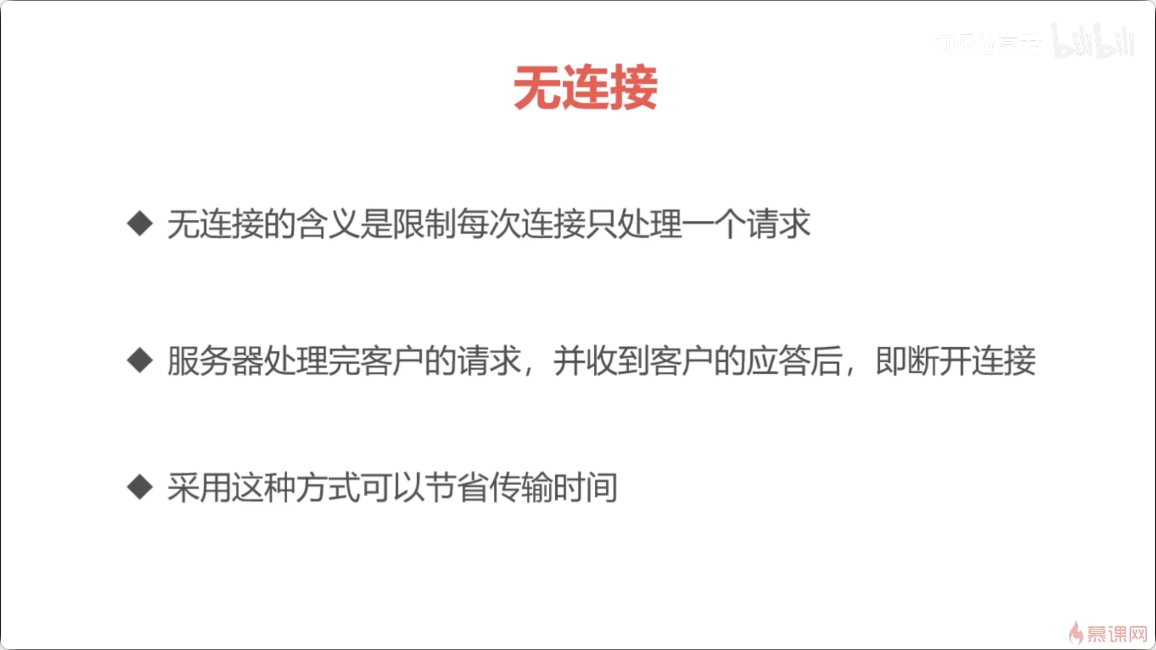 bilibili
无连接
◆ 无连接的含义是限制每次连接只处理一个请求
◆ 服务器处理完客户的请求，并收到客户的应答后，即断开连接
◆ 采用这种方式可以节省传输时间
慕课网